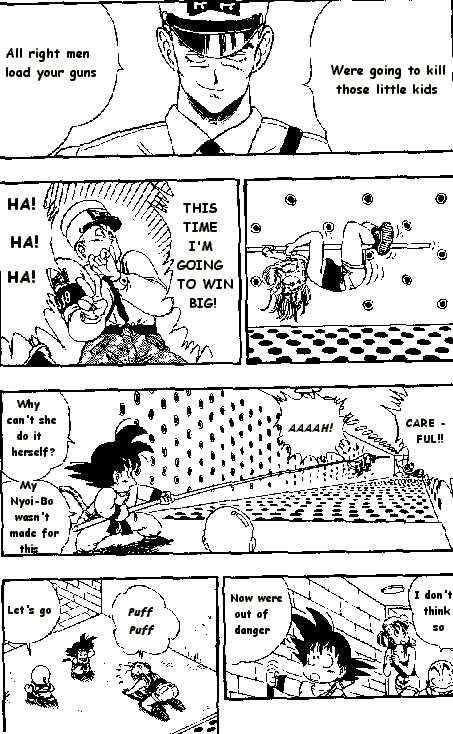 All right men
load your guns
Were going to kill
those little kids
HA!
HA!
HA!
THIS
TIME
I'M
GOING
TO WIN
BIG!
Why
can't she
do it
herself?
My
Nyoi-Bo
wasn't
made for
this
AAAAH!
CARE -
FUL!!
Let's go
Puff
Puff
Now were
out of
danger
I don't
think
so